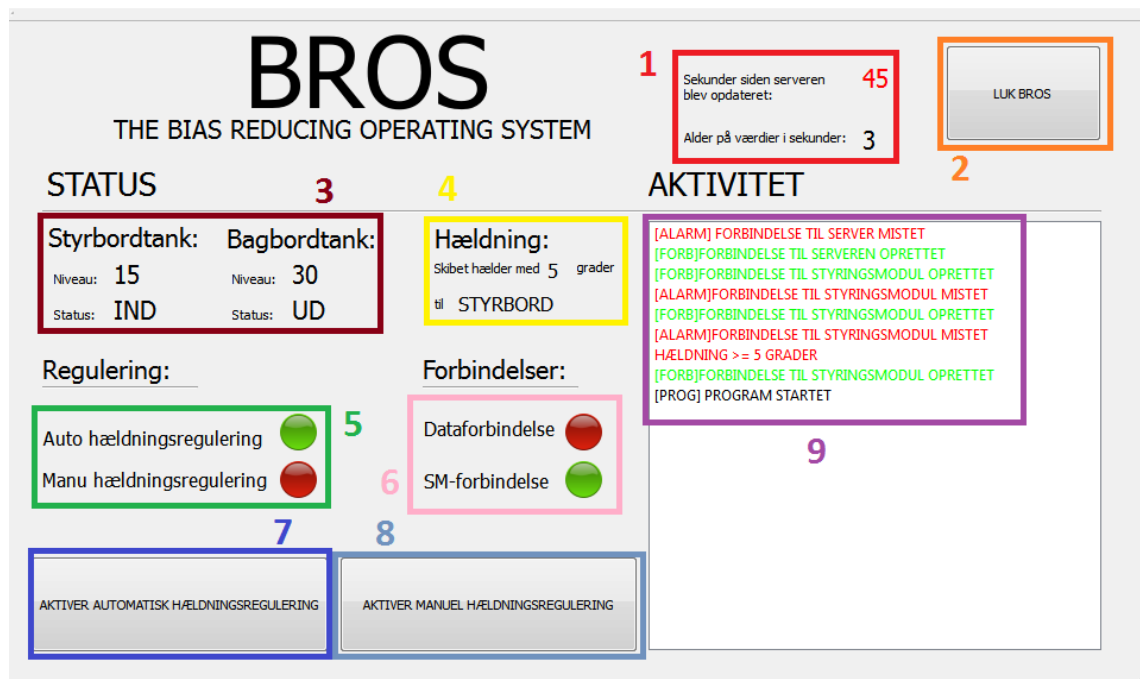 BROS
THE BIAS REDUCING OPERATING SYSTEM
1
Sekunder siden serveren
blev opdateret:
45
Alder på værdier i sekunder:
3
LUK BROS
2
STATUS
3
Styrbordtank:
Niveau: 15
Status: IND
Bagbordtank:
Niveau: 30
Status: UD
4
Hældning:
Skibet hælder med 5 grader
til STYRBORD
Regulering:
Auto hældningsregulering
Manu hældningsregulering
5
Forbindelser:
Dataforbindelse
SM-forbindelse
6
7
AKTIVER AUTOMATISK HÆLDNINGSREGULERING
8
AKTIVER MANUEL HÆLDNINGSREGULERING
AKTIVITET
[ALARM] FORBINDELSE TIL SERVER MISTET
[FORB]FORBINDELSE TIL SERVEREN OPRETTET
[FORB]FORBINDELSE TIL STYRINGSMODUL OPRETTET
[ALARM]FORBINDELSE TIL STYRINGSMODUL MISTET
[FORB]FORBINDELSE TIL STYRINGSMODUL OPRETTET
[ALARM]FORBINDELSE TIL STYRINGSMODUL MISTET
HÆLDNING >= 5 GRADER
[FORB]FORBINDELSE TIL STYRINGSMODUL OPRETTET
[PROG] PROGRAM STARTET
9